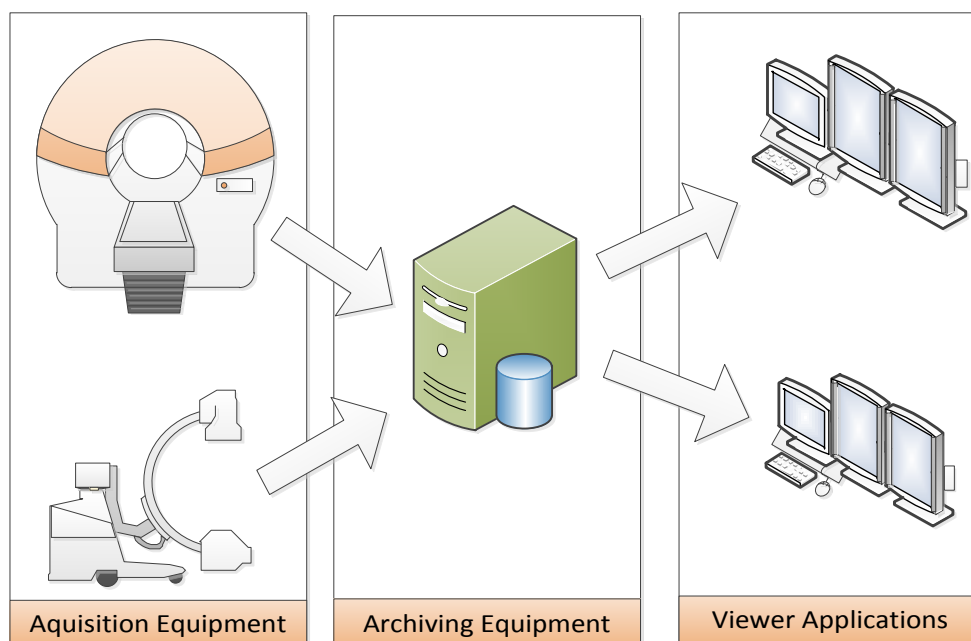 Aquisition Equipment
Archiving Equipment
Viewer Applications